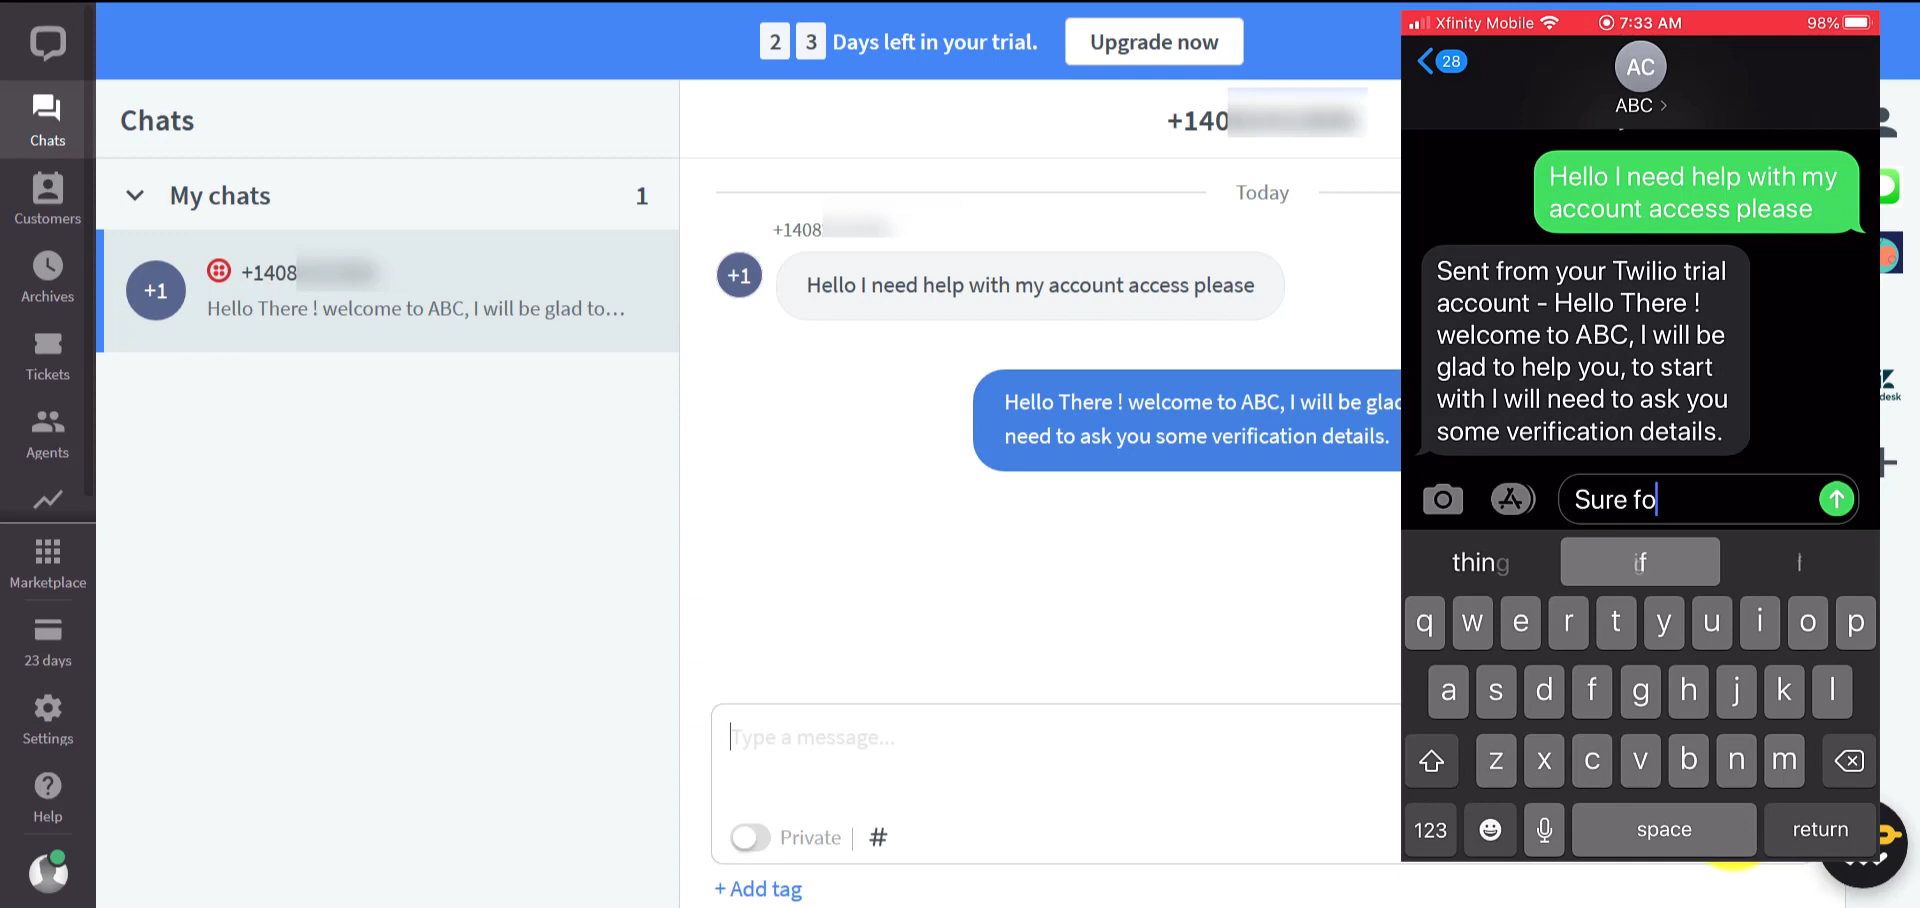 2 3 Days left in your trial.
Upgrade now
Chats
Customers
Archives
Tickets
Agents
Marketplace
23 days
Settings
Help
Chats
My chats
1
+1
+1408
Hello There ! welcome to ABC, I will be glad to…
+140
Today
+1408
+1
Hello I need help with my account access please
Hello There ! welcome to ABC, I will be glad
need to ask you some verification details.
Type a message...
Private
#
+ Add tag
Xfinity Mobile
7:33 AM
98%
28
AC
ABC
Hello I need help with my
account access please
Sent from your Twilio trial
account - Hello There !
welcome to ABC, I will be
glad to help you, to start
with I will need to ask you
some verification details.
Sure fo
thing
if
q w e r t y u i o p
a s d f g h j k l
z x c v b n m
123
space
return
desk